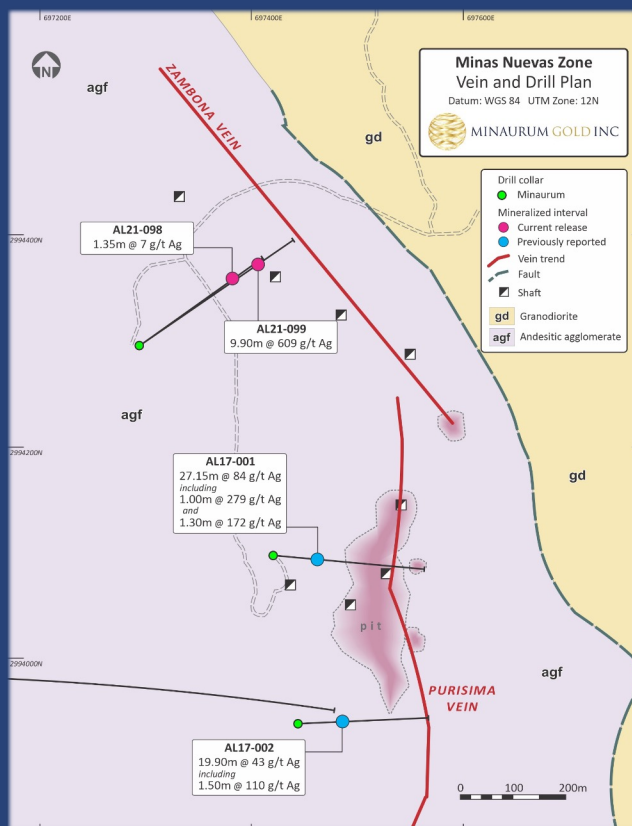 697200E
697400E
697600E
N
agf
ZAMBONA VEIN
gd
Minas Nuevas Zone
Vein and Drill Plan
Datum: WGS 84 UTM Zone: 12N
MINAURUM GOLD INC
Drill collar
Minaurum
Mineralized interval
Current release
Previously reported
Vein trend
Fault
Shaft
gd Granodiorite
agf Andesitic agglomerate
2994400N
AL21-098
1.35m @ 7 g/t Ag
AL21-099
9.90m @ 609 g/t Ag
agf
2994200N
AL17-001
27.15m @ 84 g/t Ag
including
1.00m @ 279 g/t Ag
and
1.30m @ 172 g/t Ag
gd
pit
2994000N
agf
PURISIMA
VEIN
AL17-002
19.90m @ 43 g/t Ag
including
1.50m @ 110 g/t Ag
0 100 200m